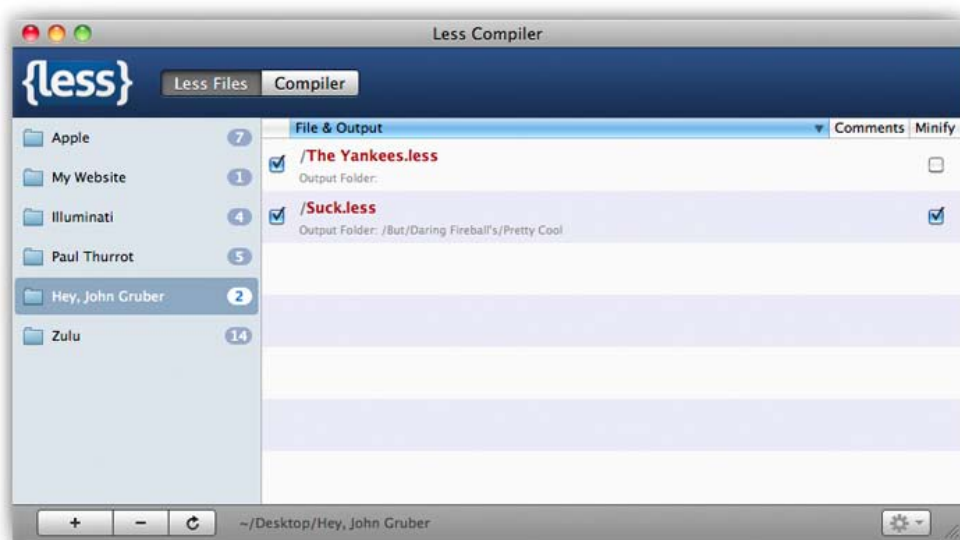 Less Compiler
{less}
Less Files
Compiler
Apple 7
My Website 1
Illuminati 4
Paul Thurrot 5
Hey, John Gruber 2
Zulu 14
File & Output Comments Minify
/The Yankees.less
Output Folder:
/Suck.less
Output Folder: /But/Daring Fireball's/Pretty Cool
+ -
~/Desktop/Hey, John Gruber